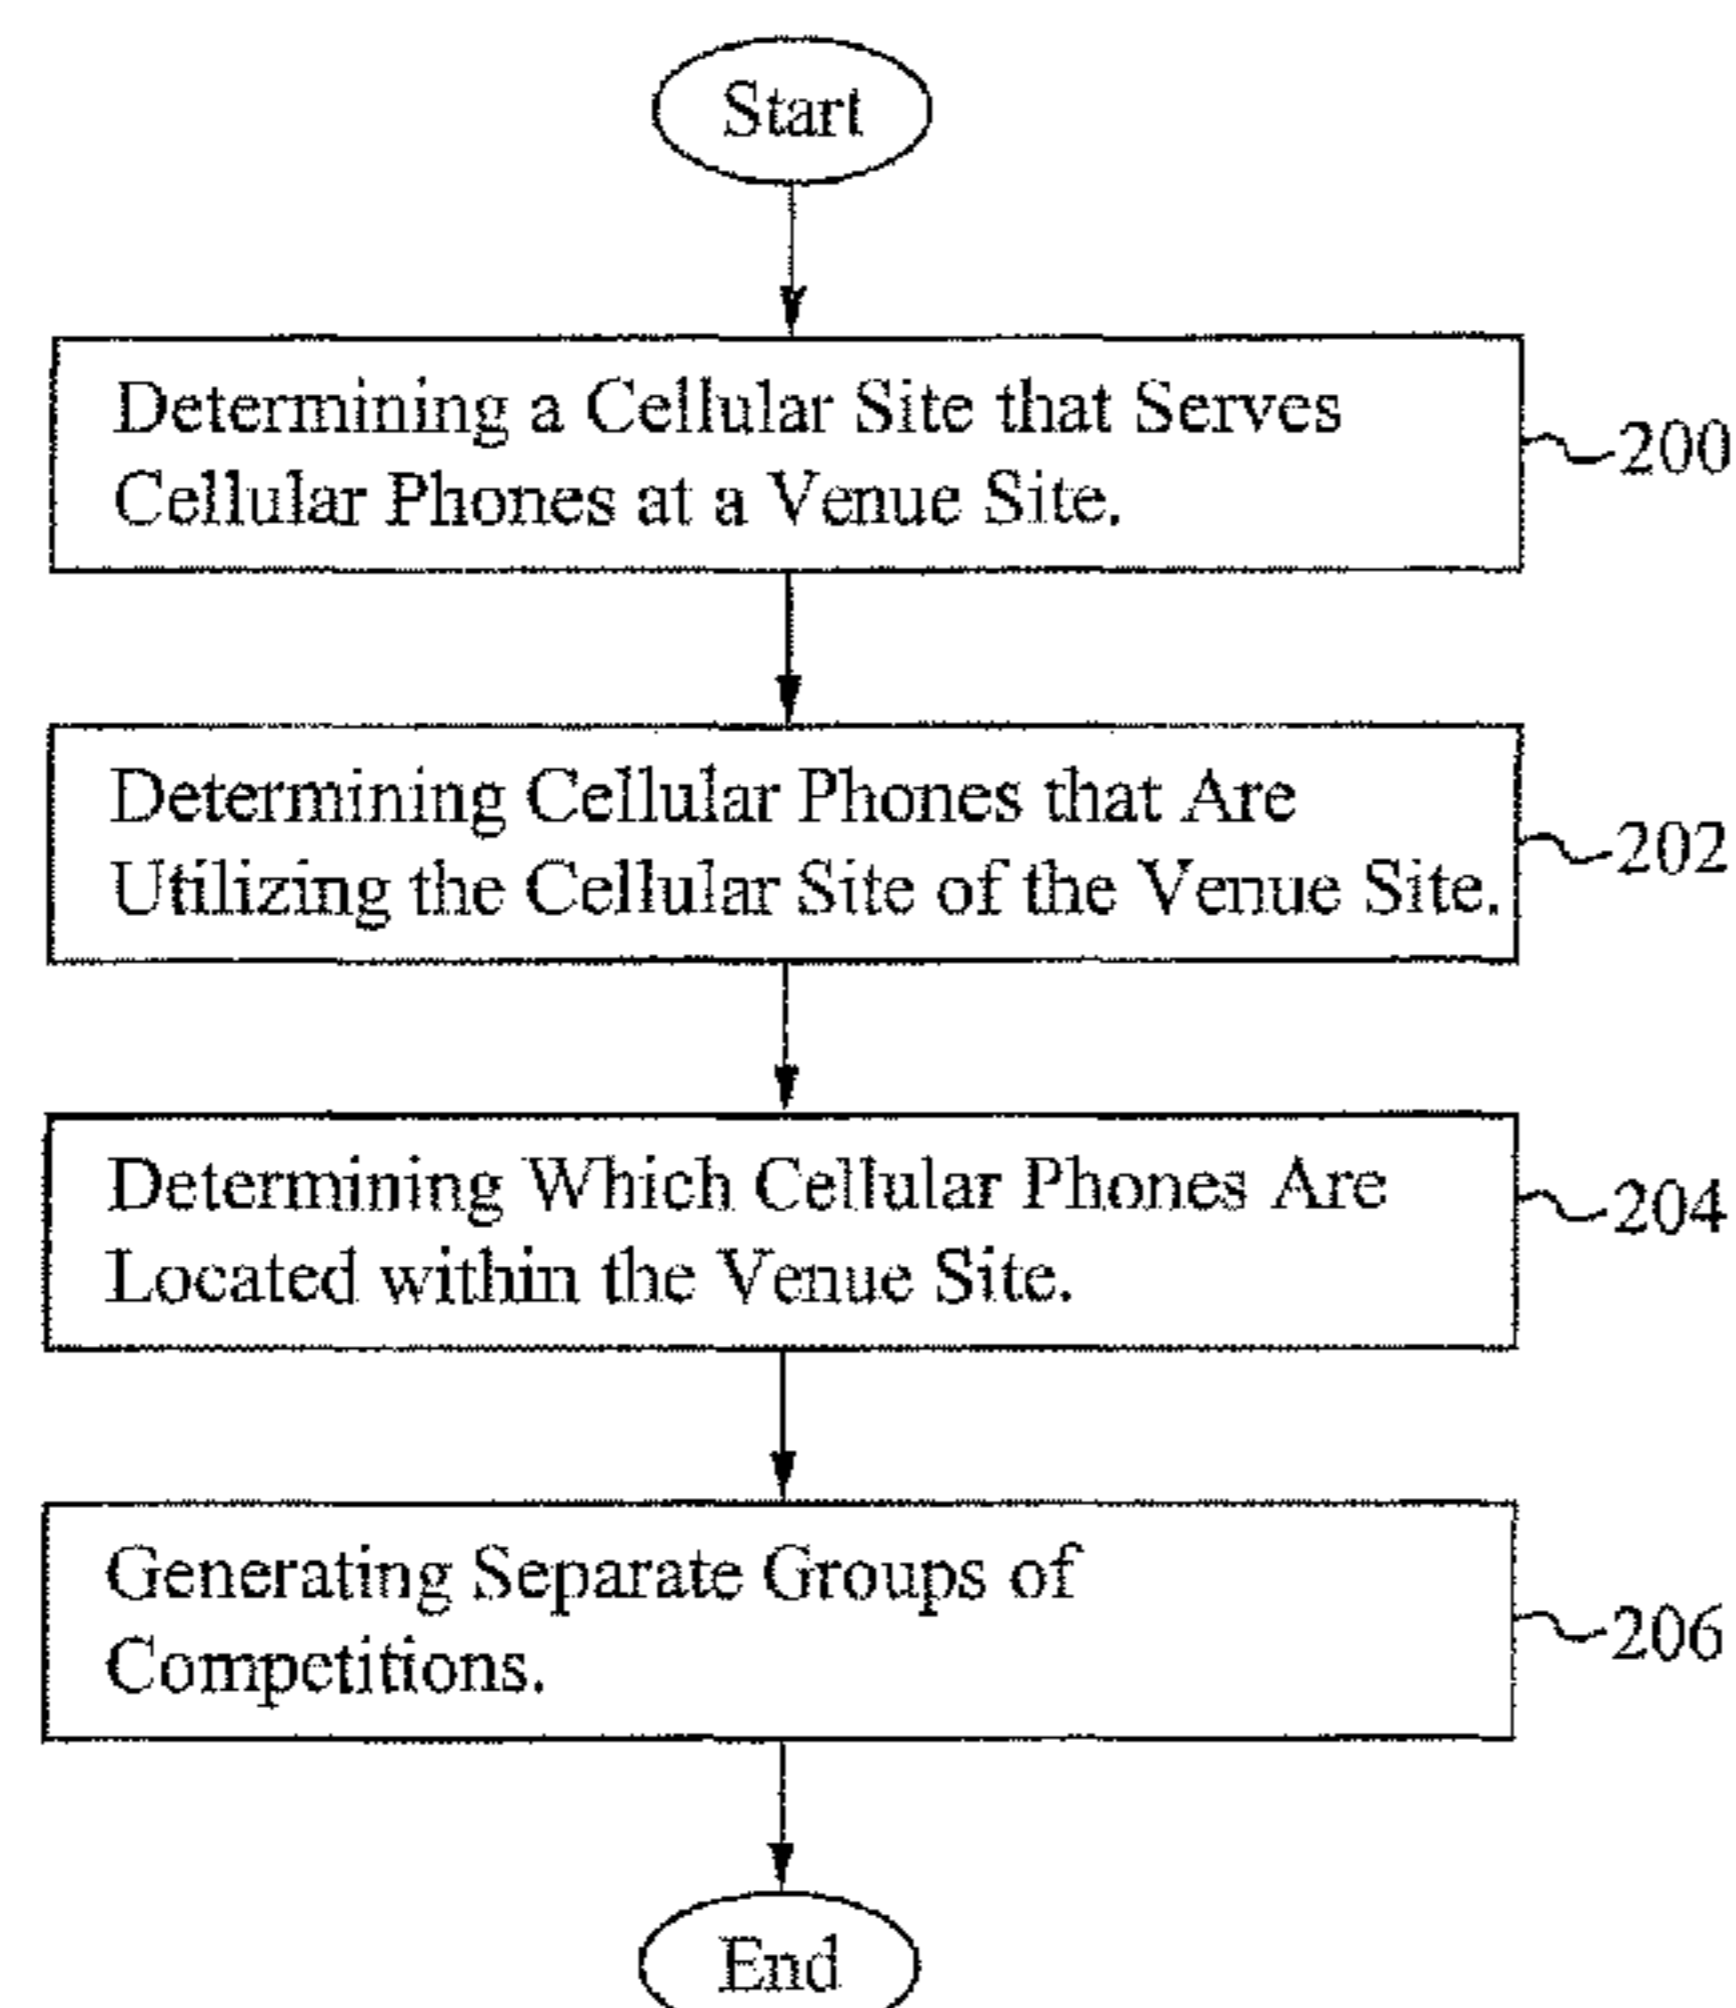 Start
Determining a Cellular Site that Serves
Cellular Phones at a Venue Site.
200
Determining Cellular Phones that Are
Utilizing the Cellular Site of the Venue Site.
202
Determining Which Cellular Phones Are
Located within the Venue Site.
204
Generating Separate Groups of
Competitions.
206
End